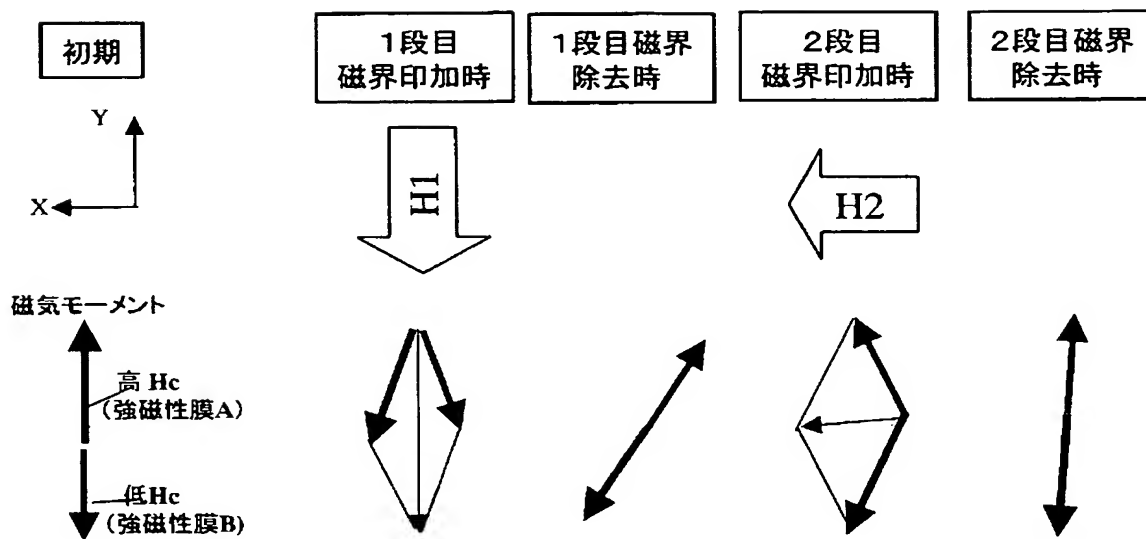 初期
1段目
磁界印加時
1段目磁界
除去時
2段目
磁界印加時
2段目磁界
除去時
Y
X
H1
H2
磁気モーメント
高 Hc
(強磁性膜A)
低Hc
(強磁性膜B)